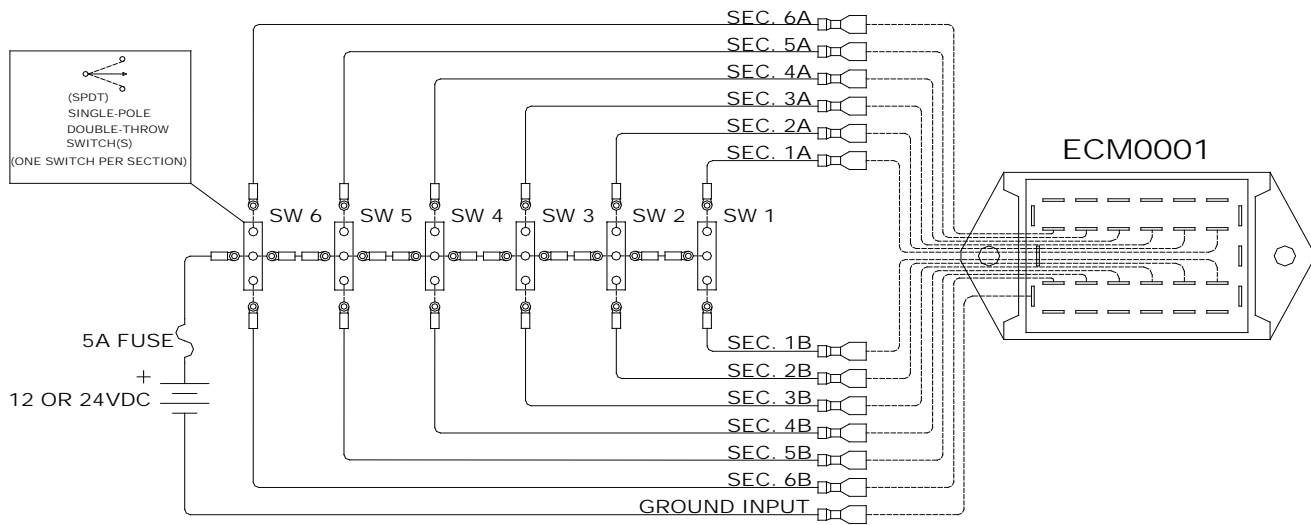 SEC. 6A
SEC. 5A
SEC. 4A
SEC. 3A
SEC. 2A
SEC. 1A
(SPDT)
SINGLE-POLE
DOUBLE-THROW
SWITCH(S)
(ONE SWITCH PER SECTION)
ECM0001
SW 6
SW 5
SW 4
SW 3
SW 2
SW 1
5A FUSE
+
12 OR 24VDC
SEC. 1B
SEC. 2B
SEC. 3B
SEC. 4B
SEC. 5B
SEC. 6B
GROUND INPUT